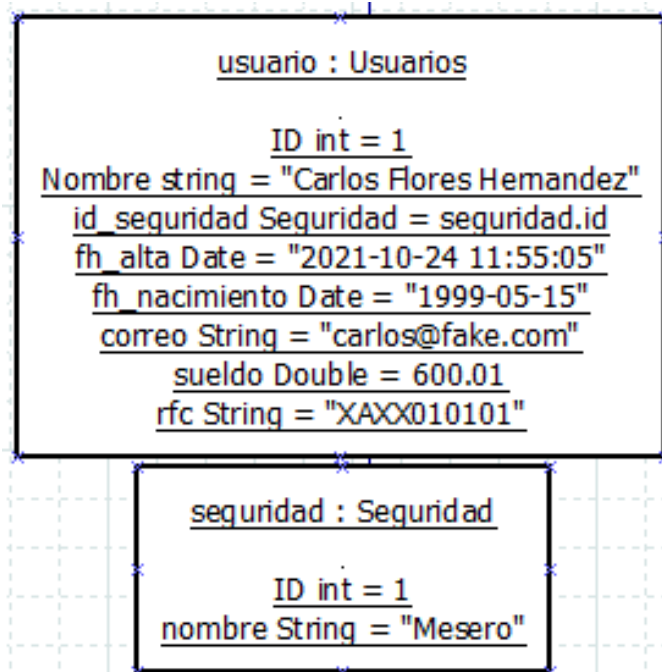 usuario : Usuarios
ID int = 1
Nombre string = "Carlos Flores Hernandez"
id_seguridad Seguridad = seguridad.id
fh_alta Date = "2021-10-24 11:55:05"
fh_nacimiento Date = "1999-05-15"
correo String = "carlos@fake.com"
sueldo Double = 600.01
rfc String = "XAXX010101"
seguridad : Seguridad
ID int = 1
nombre String = "Mesero"